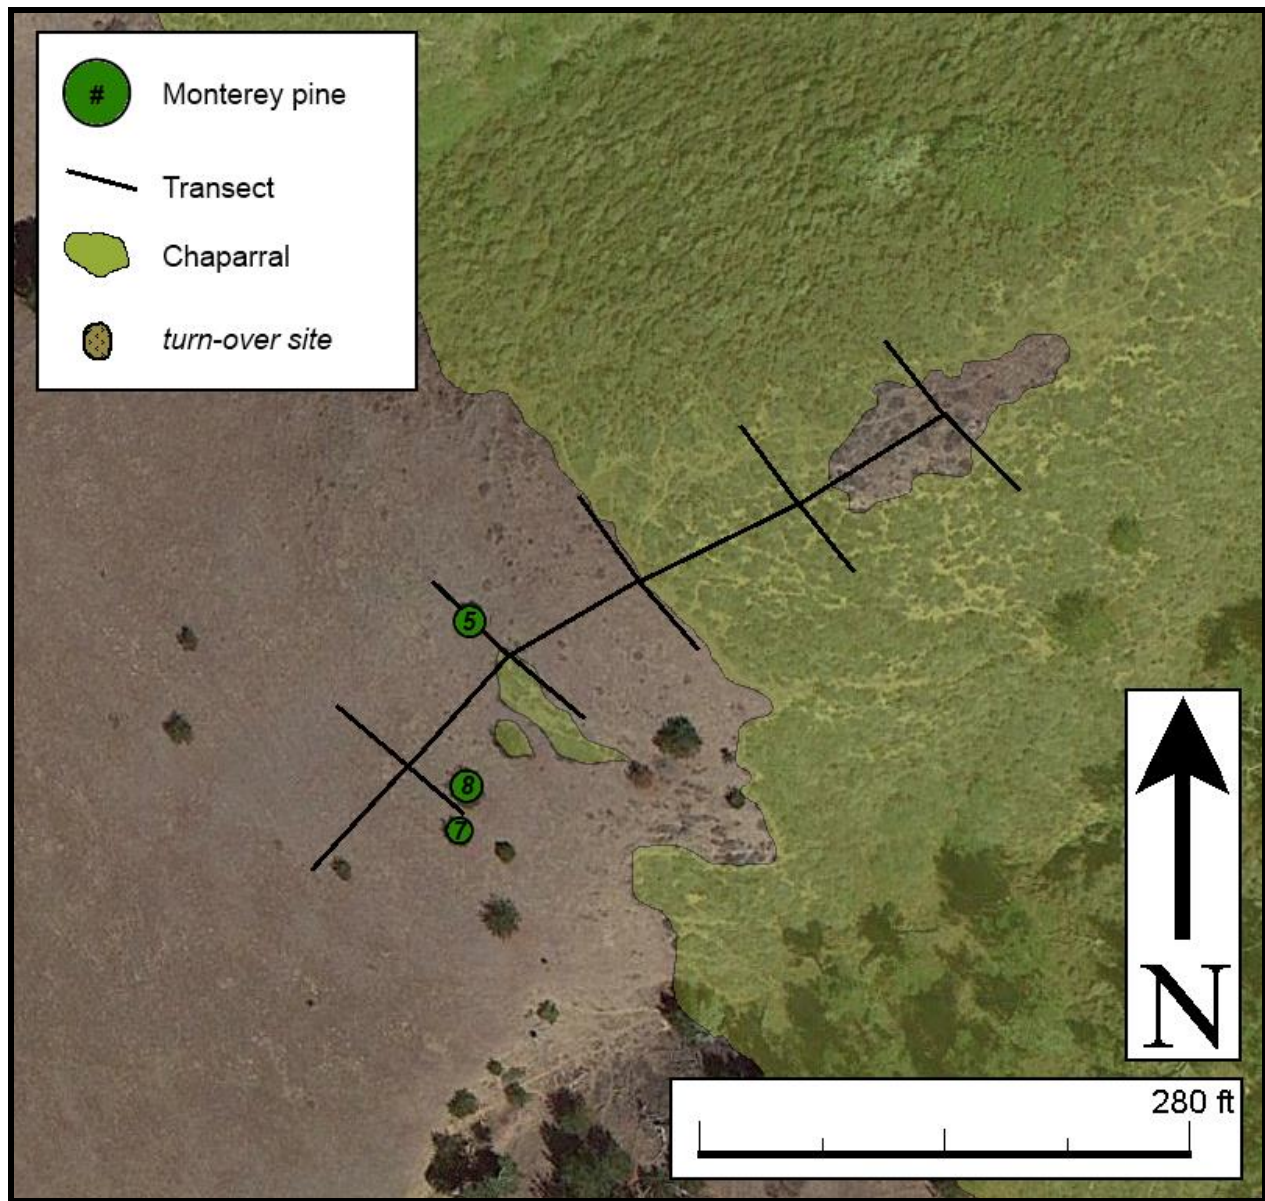 #
Monterey pine
Transect
Chaparral
turn-over site
5
8
7
N
280 ft